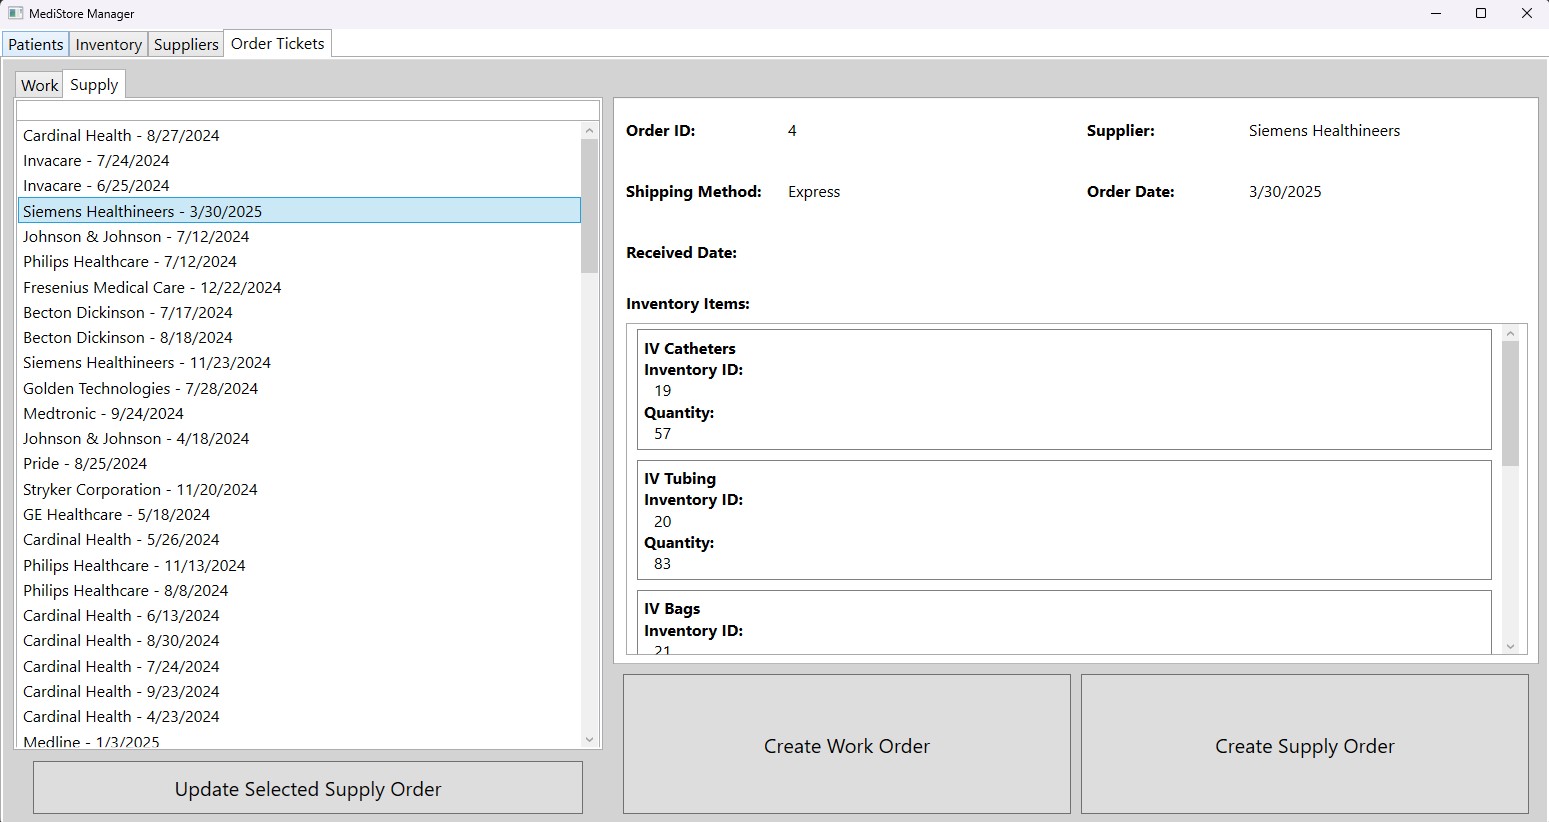 MediStore Manager
Patients Inventory Suppliers Order Tickets
Work Supply
Cardinal Health - 8/27/2024
Invacare - 7/24/2024
Invacare - 6/25/2024
Siemens Healthineers - 3/30/2025
Johnson & Johnson - 7/12/2024
Philips Healthcare - 7/12/2024
Fresenius Medical Care - 12/22/2024
Becton Dickinson - 7/17/2024
Becton Dickinson - 8/18/2024
Siemens Healthineers - 11/23/2024
Golden Technologies - 7/28/2024
Medtronic - 9/24/2024
Johnson & Johnson - 4/18/2024
Pride - 8/25/2024
Stryker Corporation - 11/20/2024
GE Healthcare - 5/18/2024
Cardinal Health - 5/26/2024
Philips Healthcare - 11/13/2024
Philips Healthcare - 8/8/2024
Cardinal Health - 6/13/2024
Cardinal Health - 8/30/2024
Cardinal Health - 7/24/2024
Cardinal Health - 9/23/2024
Cardinal Health - 4/23/2024
Medline - 1/3/2025
Update Selected Supply Order
Order ID: 4 Supplier: Siemens Healthineers
Shipping Method: Express Order Date: 3/30/2025
Received Date:
Inventory Items:
IV Catheters
Inventory ID:
19
Quantity:
57
IV Tubing
Inventory ID:
20
Quantity:
83
IV Bags
Inventory ID:
21
Create Work Order Create Supply Order